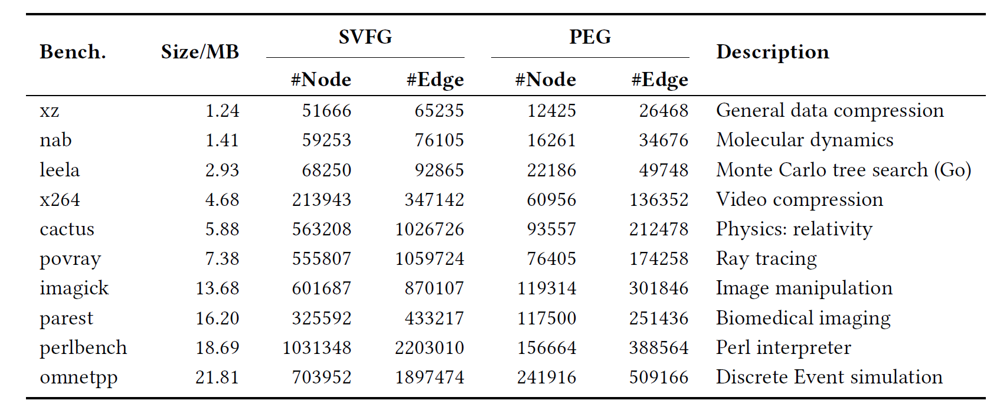 Bench. Size/MB SVFG PEG Description
#Node #Edge #Node #Edge
xz 1.24 51666 65235 12425 26468 General data compression
nab 1.41 59253 76105 16261 34676 Molecular dynamics
leela 2.93 68250 92865 22186 49748 Monte Carlo tree search (Go)
x264 4.68 213943 347142 60956 136352 Video compression
cactus 5.88 563208 1026726 93557 212478 Physics: relativity
povray 7.38 555807 1059724 76405 174258 Ray tracing
imagick 13.68 601687 870107 119314 301846 Image manipulation
parest 16.20 325592 433217 117500 251436 Biomedical imaging
perlbench 18.69 1031348 2203010 156664 388564 Perl interpreter
omnetpp 21.81 703952 1897474 241916 509166 Discrete Event simulation